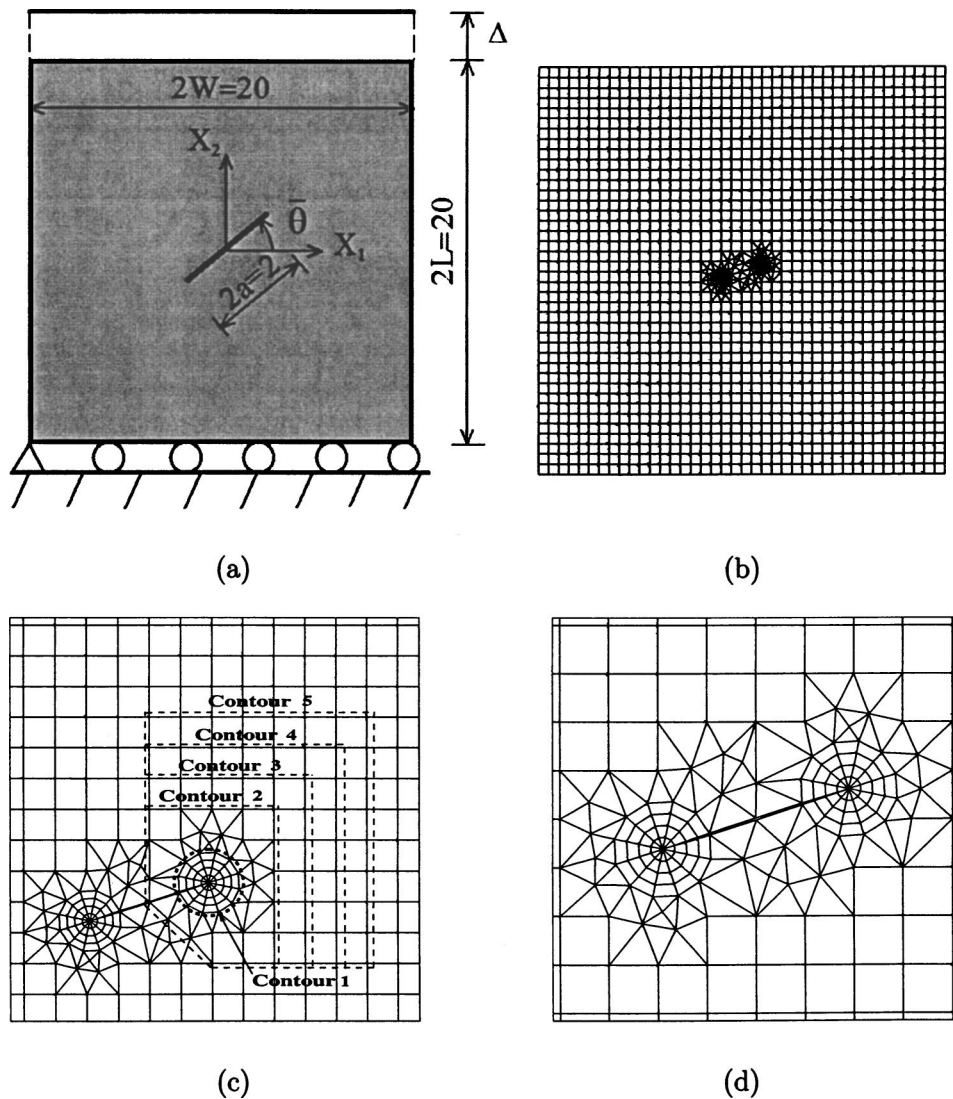 Δ
2W=20
X₂
θ̄
X₁
2a=2
2L=20
(a)
(b)
Contour 5
Contour 4
Contour 3
Contour 2
Contour 1
(c)
(d)